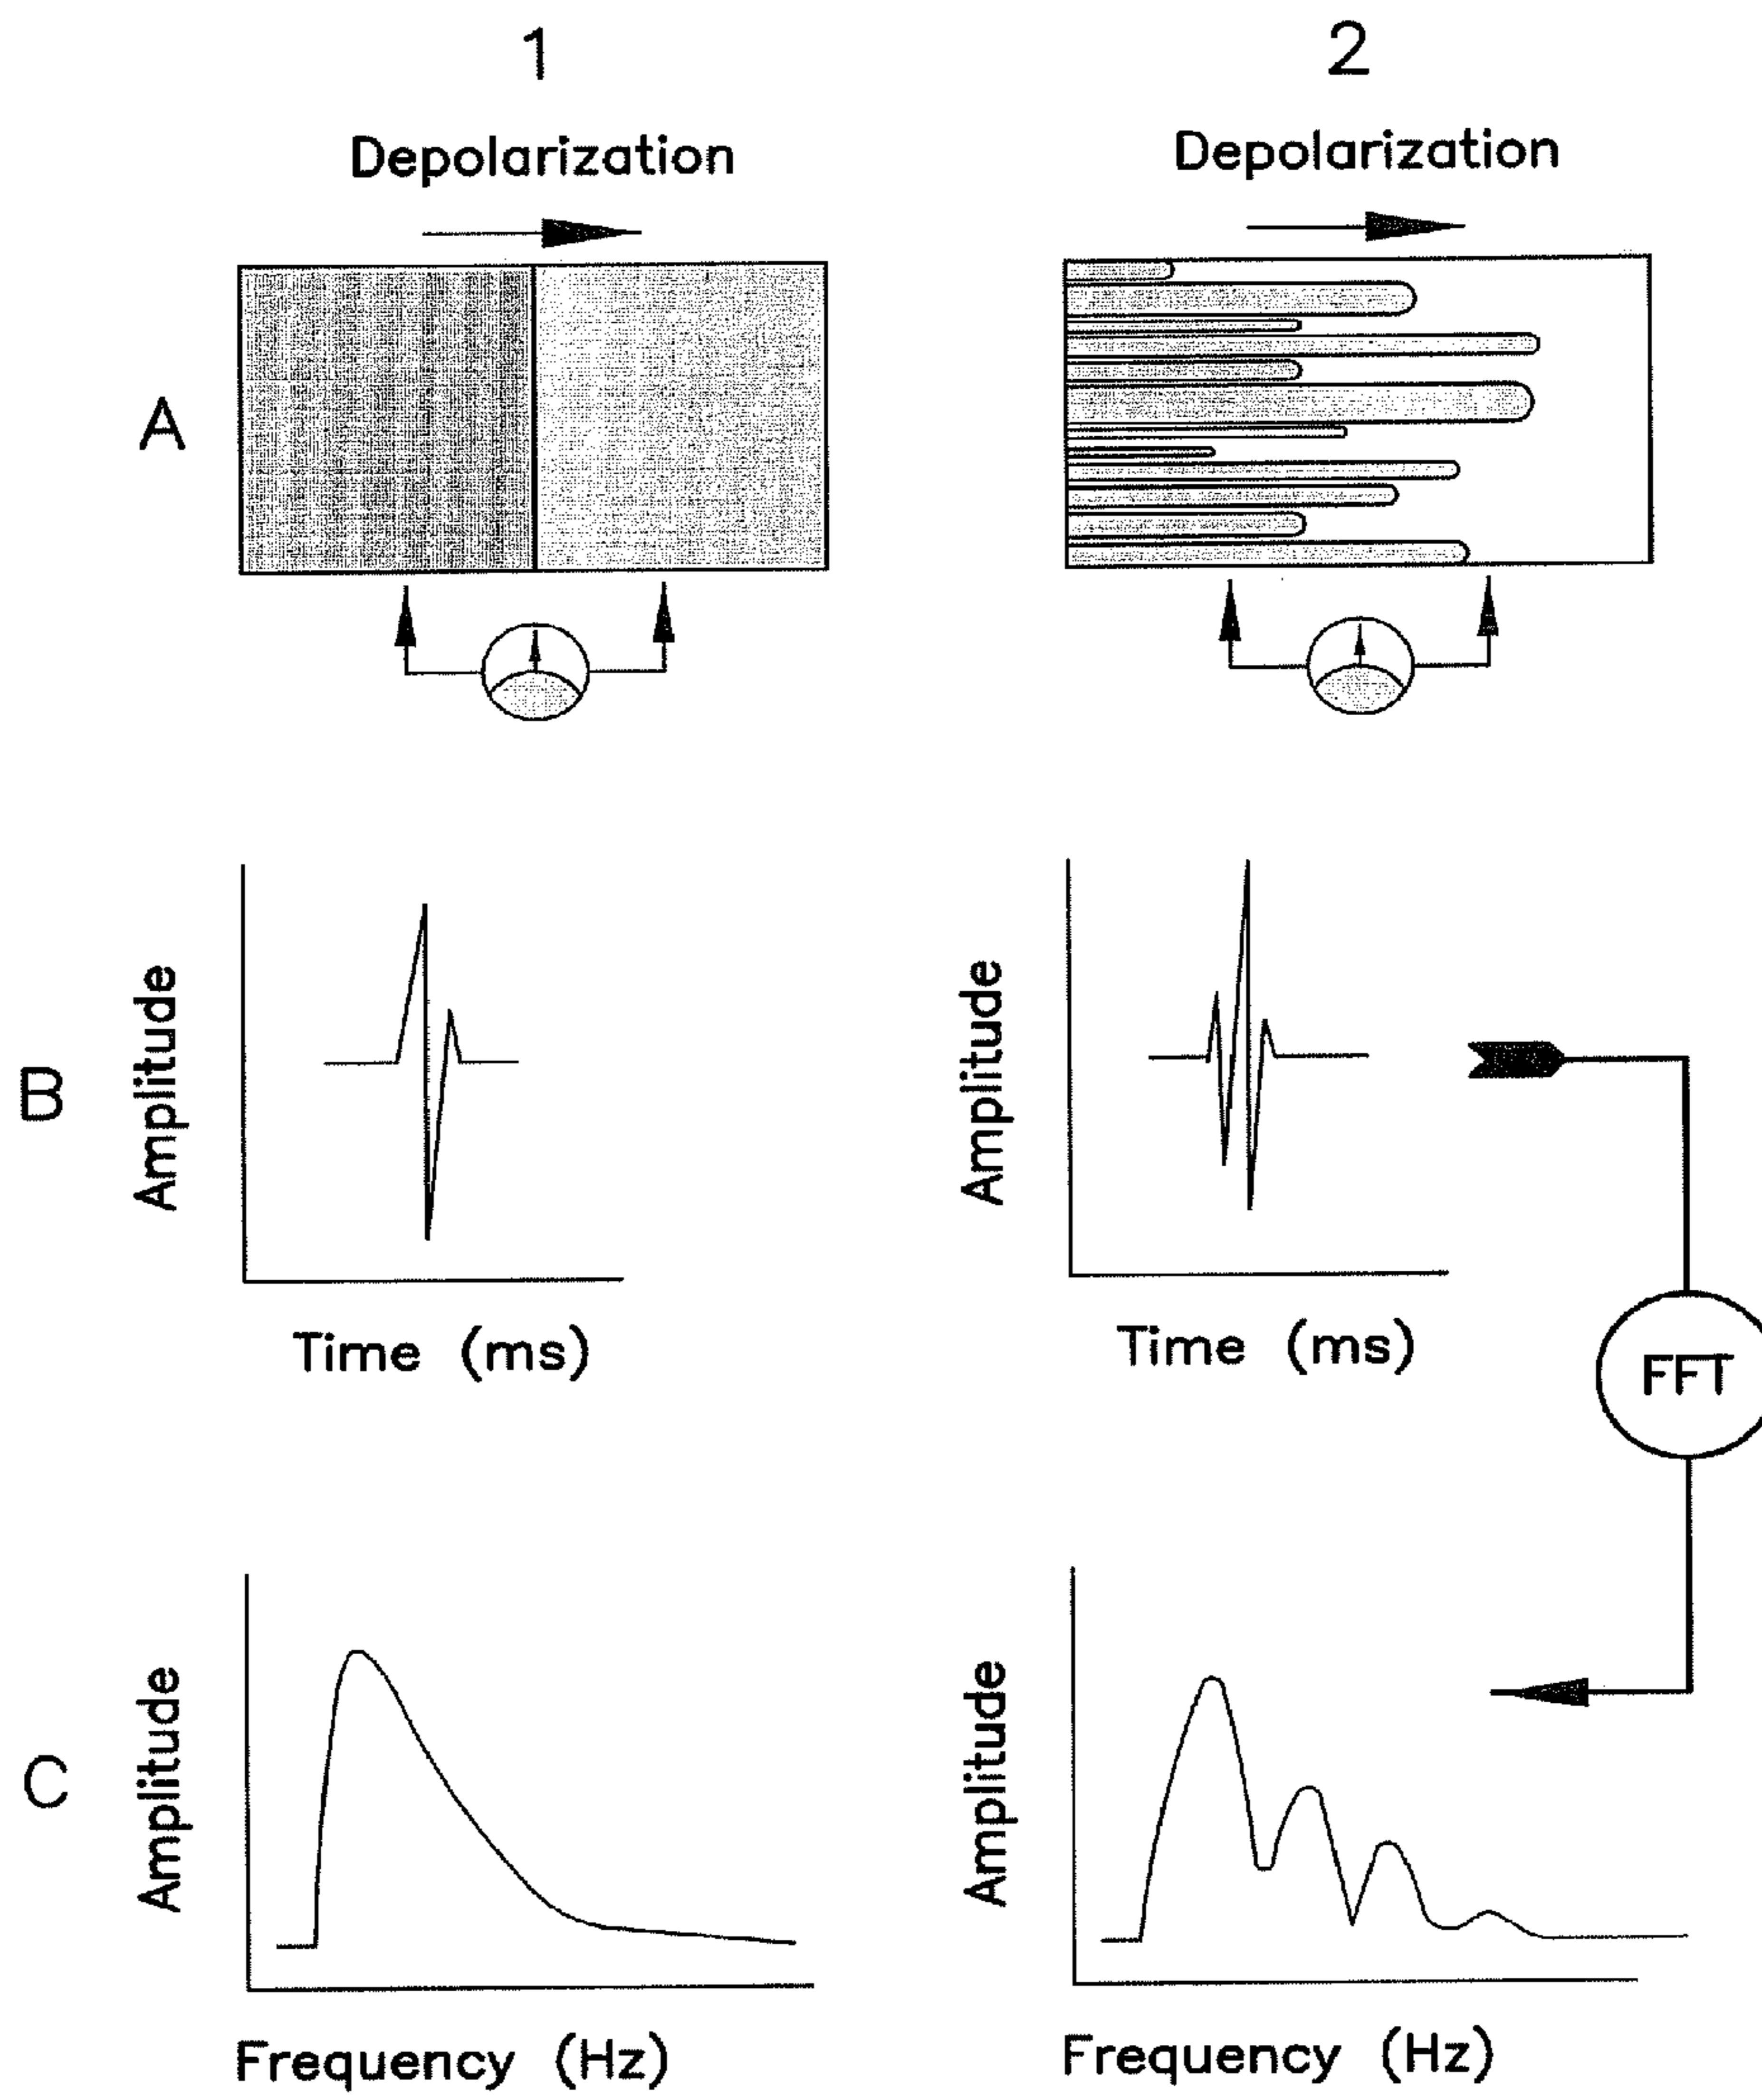 1
2
Depolarization
Depolarization
A
B
Amplitude
Amplitude
Time (ms)
Time (ms)
FFT
C
Amplitude
Amplitude
Frequency (Hz)
Frequency (Hz)